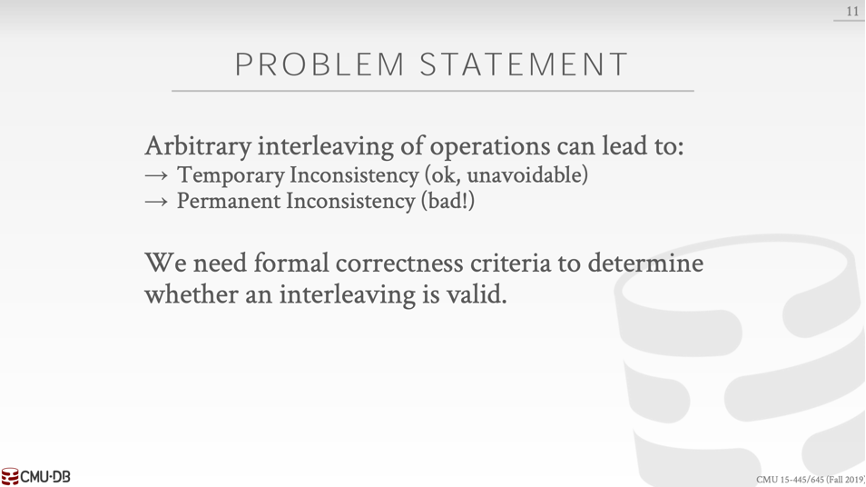 11
PROBLEM STATEMENT
Arbitrary interleaving of operations can lead to:
→ Temporary Inconsistency (ok, unavoidable)
→ Permanent Inconsistency (bad!)
We need formal correctness criteria to determine
whether an interleaving is valid.
CMU·DB
CMU 15-445/645 (Fall 2019)